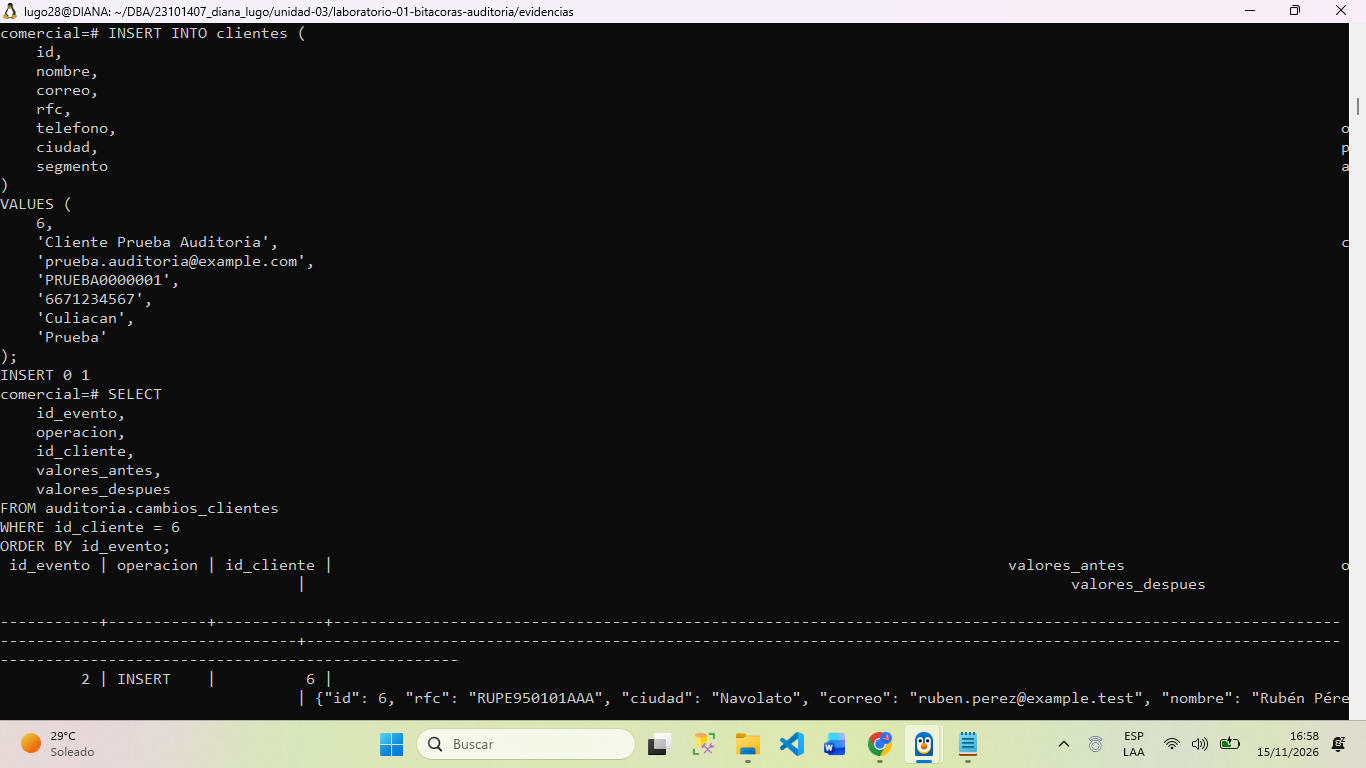 lugo28@DIANA: ~/DBA/23101407_diana_lugo/unidad-03/laboratorio-01-bitacoras-auditoria/evidencias
comercial=# INSERT INTO clientes (
    id,
    nombre,
    correo,
    rfc,
    telefono, o
    ciudad, p
    segmento a
)
VALUES (
    6,
    'Cliente Prueba Auditoria', c
    'prueba.auditoria@example.com',
    'PRUEBA0000001',
    '6671234567',
    'Culiacan',
    'Prueba'
);
INSERT 0 1
comercial=# SELECT
    id_evento,
    operacion,
    id_cliente,
    valores_antes,
    valores_despues
FROM auditoria.cambios_clientes
WHERE id_cliente = 6
ORDER BY id_evento;
 id_evento | operacion | id_cliente | valores_antes o
 | valores_despues
-----------+-----------+------------+----------------------------------------------------------------------------------------------------------------
---------------------------------+-------------------------------------------------------------------------------------------------------------------
---------------------------------------------------
         2 | INSERT    |          6 |
 | {"id": 6, "rfc": "RUPE950101AAA", "ciudad": "Navolato", "correo": "ruben.perez@example.test", "nombre": "Rubén Pére
29°C
Soleado
Buscar
ESP
LAA
16:58
15/11/2026